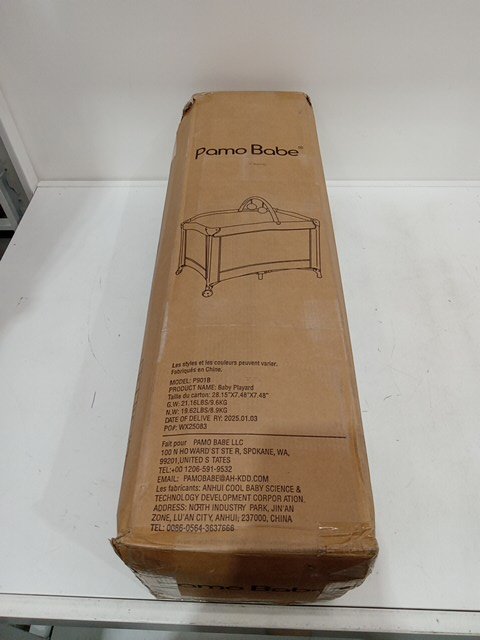 Pamo Babe®
Les styles et les couleurs peuvent varier.
Fabriqués en Chine.
MODEL: P901B
PRODUCT NAME: Baby Playard
Taille du carton: 28.15"X7.48"X7.48"
G.W: 21.16LBS/9.6KG
N.W: 19.62LBS/8.9KG
DATE OF DELIVE RY: 2025.01.03
PO#: WX25083
Fait pour PAMO BABE LLC
100 N HO WARD ST STE R, SPOKANE, WA,
99201,UNITED S TATES
TEL:+00 1206-591-9532
EMAIL: PAMOBABE@AH-KDD.COM
Les fabricants: ANHUI COOL BABY SCIENCE &
TECHNOLOGY DEVELOPMENT CORPORATION.
ADDRESS: NORTH INDUSTRY PARK, JIN'AN
ZONE, LU'AN CITY, ANHUI, 237000, CHINA
TEL: 0086-0564-3637666
Pamo Babe